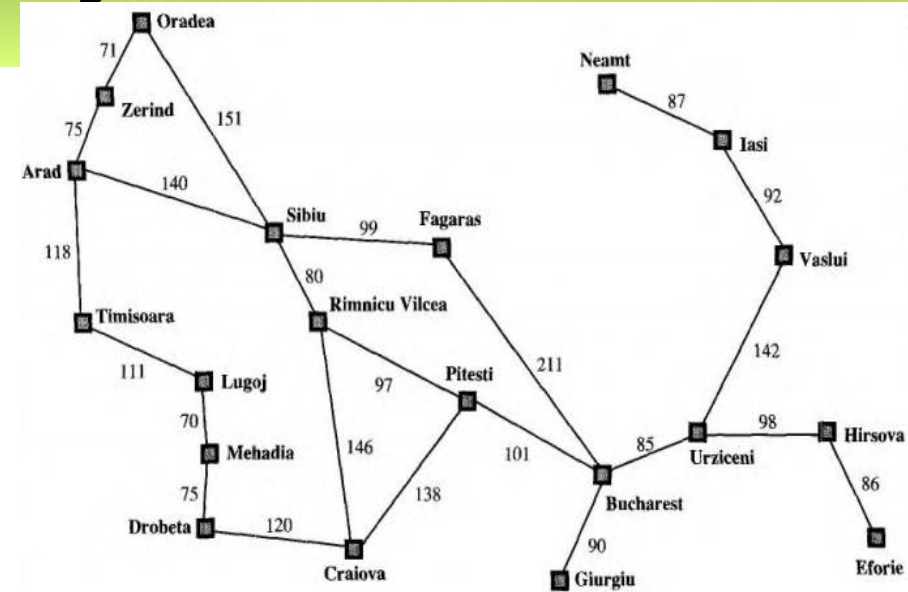 Oradea
71
Neamt
87
Zerind
151
75
Iasi
Arad
140
92
Sibiu
Fagaras
99
118
Vaslui
80
Timisoara
Rimnicu Vilcea
142
111
Lugoj
97
Pitesti
211
70
98
Hirsova
146
101
85
Urziceni
Mehadia
75
138
86
Bucharest
Drobeta
120
90
Craiova
Giurgiu
Eforie